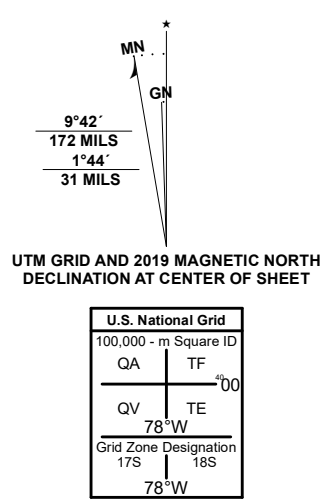 ★
MN
GN
9°42´
172 MILS
1°44´
31 MILS
UTM GRID AND 2019 MAGNETIC NORTH
DECLINATION AT CENTER OF SHEET
U.S. National Grid
100,000 - m Square ID
QA TF
4000
QV TE
78°W
Grid Zone Designation
17S 18S
78°W